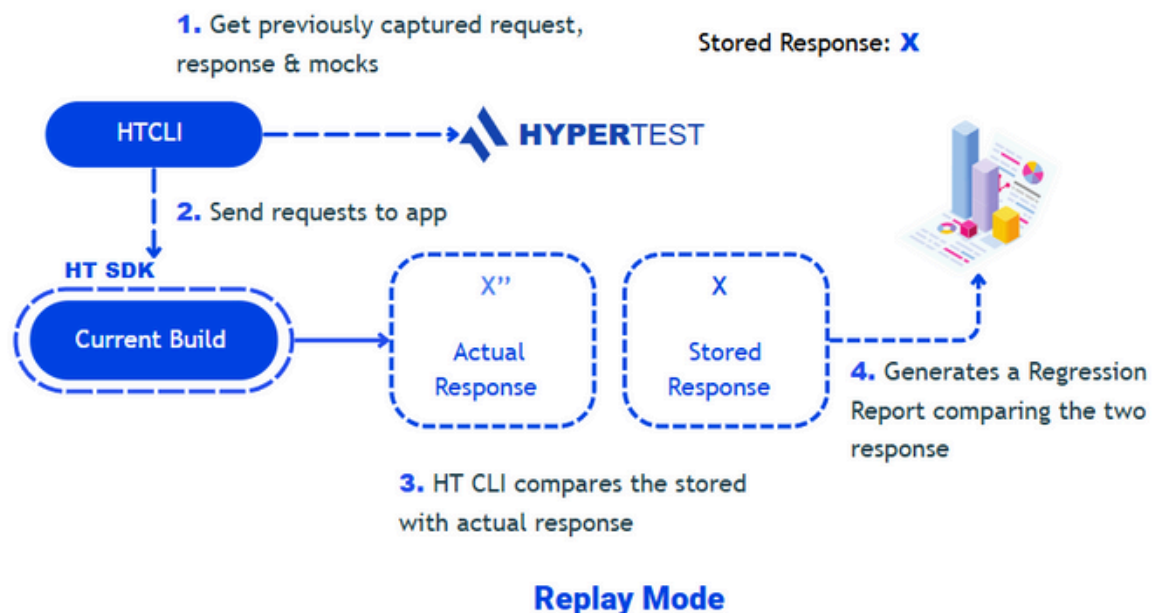 1. Get previously captured request,
response & mocks
Stored Response: X
HTCLI
HYPERTEST
2. Send requests to app
HT SDK
Current Build
X’’
Actual
Response
X
Stored
Response
4. Generates a Regression
Report comparing the two
response
3. HT CLI compares the stored
with actual response
Replay Mode